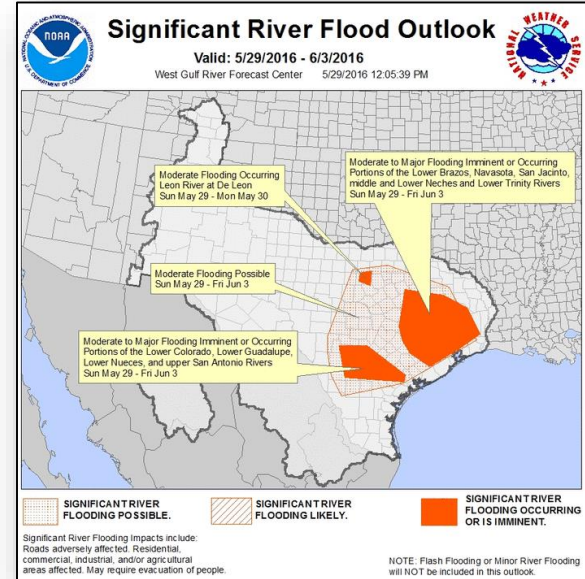 Significant River Flood Outlook
Valid: 5/29/2016 - 6/3/2016
West Gulf River Forecast Center 5/29/2016 12:05:39 PM
NOAA
NATIONAL OCEANIC AND ATMOSPHERIC ADMINISTRATION
U.S. DEPARTMENT OF COMMERCE
NATIONAL WEATHER SERVICE
Moderate Flooding Occurring
Leon River at De Leon
Sun May 29 - Mon May 30
Moderate to Major Flooding Imminent or Occurring
Portions of the Lower Brazos, Navasota, San Jacinto,
middle and Lower Neches and Lower Trinity Rivers
Sun May 29 - Fri Jun 3
Moderate Flooding Possible
Sun May 29 - Fri Jun 3
Moderate to Major Flooding Imminent or Occurring
Portions of the Lower Colorado, Lower Guadalupe,
Lower Nueces, and upper San Antonio Rivers
Sun May 29 - Fri Jun 3
SIGNIFICANT RIVER
FLOODING POSSIBLE.
SIGNIFICANT RIVER
FLOODING LIKELY.
SIGNIFICANT RIVER
FLOODING OCCURRING
OR IS IMMINENT.
Significant River Flooding Impacts include:
Roads adversely affected. Residential,
commercial, industrial, and/or agricultural
areas affected. May require evacuation of people.
NOTE: Flash Flooding or Minor River Flooding
will NOT be included in this outlook.